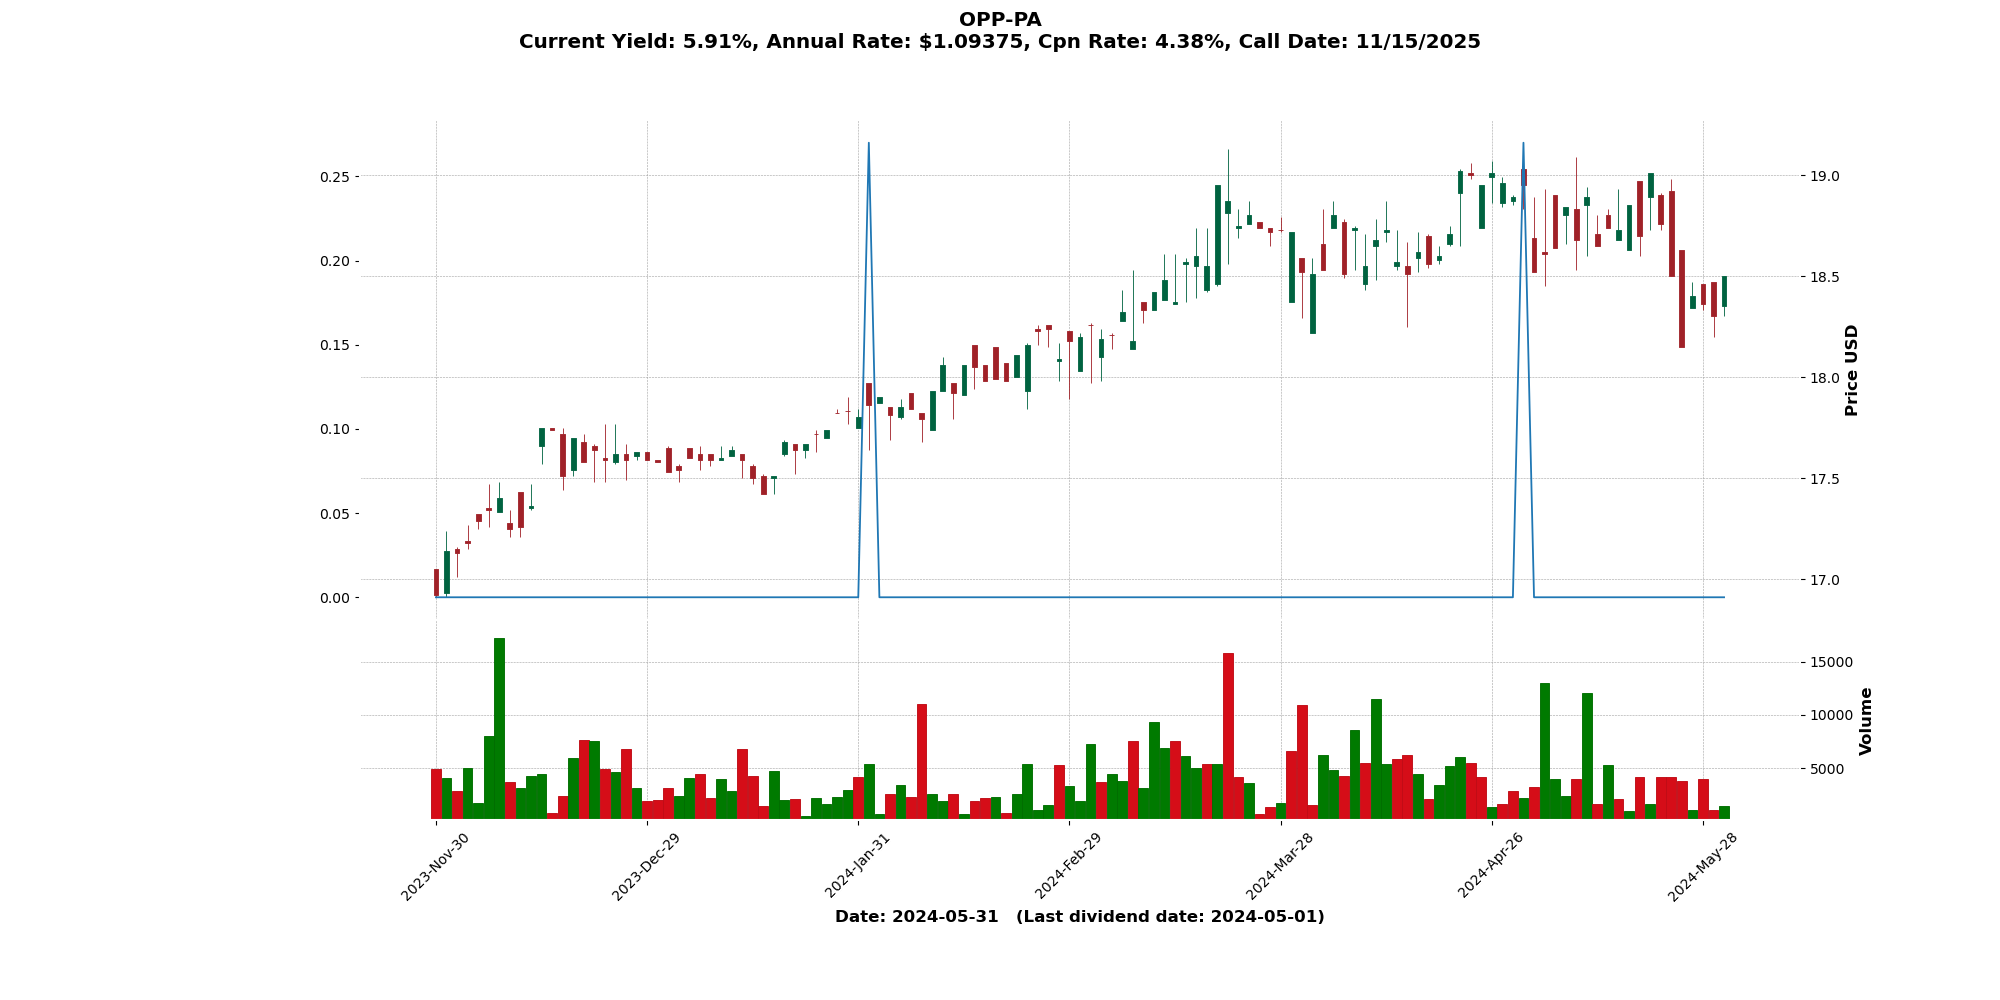 OPP-PA
Current Yield: 5.91%, Annual Rate: $1.09375, Cpn Rate: 4.38%, Call Date: 11/15/2025
0.25
0.20
0.15
0.10
0.05
0.00
19.0
18.5
18.0
17.5
17.0
Price USD
15000
10000
5000
Volume
2023-Nov-30
2023-Dec-29
2024-Jan-31
2024-Feb-29
2024-Mar-28
2024-Apr-26
2024-May-28
Date: 2024-05-31 (Last dividend date: 2024-05-01)